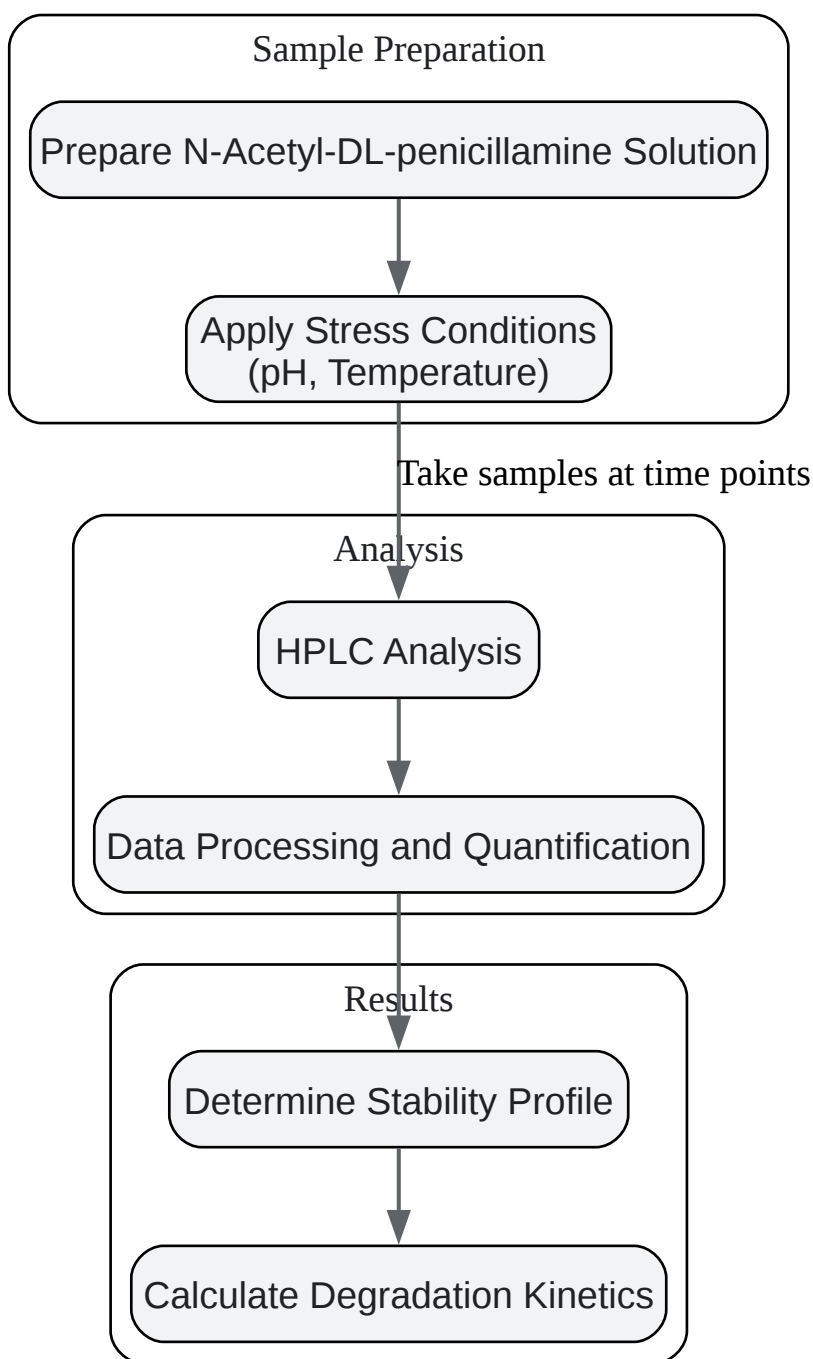 Sample Preparation
Prepare N-Acetyl-DL-penicillamine Solution
Apply Stress Conditions
(pH, Temperature)
Take samples at time points
Analysis
HPLC Analysis
Data Processing and Quantification
Results
Determine Stability Profile
Calculate Degradation Kinetics